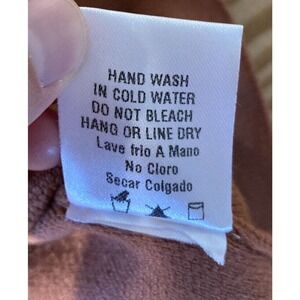 HAND WASH
IN COLD WATER
DO NOT BLEACH
HANG OR LINE DRY
Lave frio A Mano
No Cloro
Secar Colgado